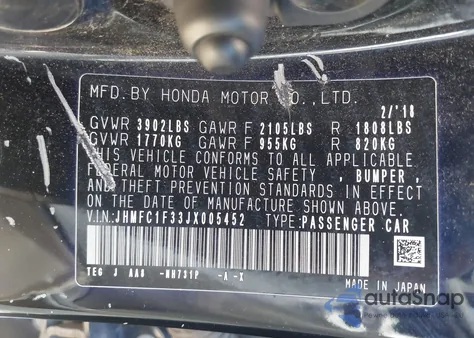 MFD. BY HONDA MOTOR CO., LTD.
2/'18
GVWR 3902LBS GAWR F 2105LBS R 1808LBS
GVWR 1770KG GAWR F 955KG R 820KG
THIS VEHICLE CONFORMS TO ALL APPLICABLE
FEDERAL MOTOR VEHICLE SAFETY , BUMPER ,
AND THEFT PREVENTION STANDARDS IN EFFECT
ON THE DATE OF MANUFACTURE SHOWN ABOVE.
V.I.N: JHMFC1F33JX005452 TYPE: PASSENGER CAR
TEG J AA8 -NH731P -A-X
MADE IN JAPAN
autoSnap